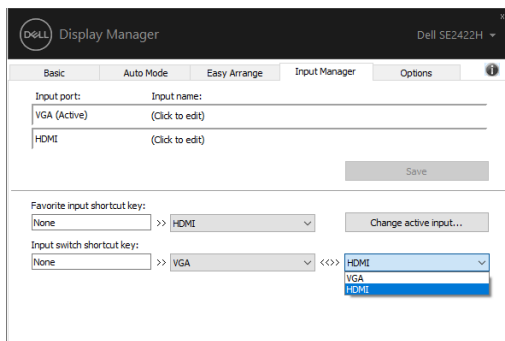 DELL Display Manager Dell SE2422H
Basic Auto Mode Easy Arrange Input Manager Options
Input port: Input name:
VGA (Active) (Click to edit)
HDMI (Click to edit)
Save
Favorite input shortcut key:
None >> HDMI Change active input...
Input switch shortcut key:
None >> VGA <<>> HDMI
VGA
HDMI